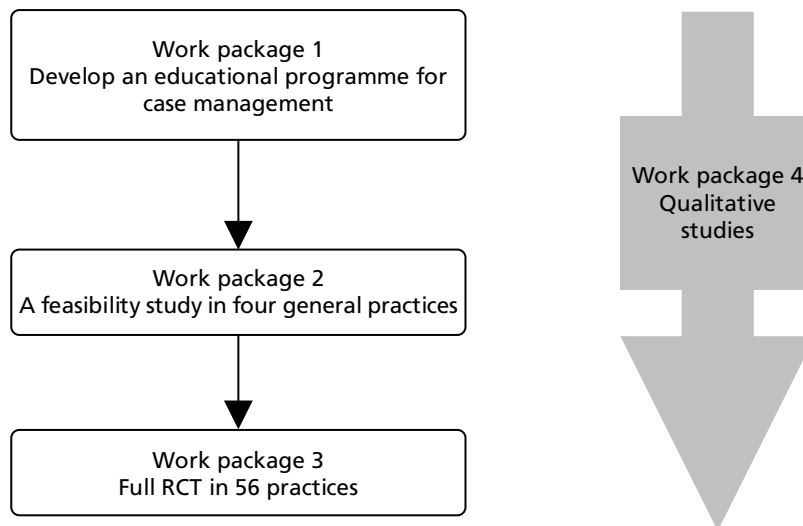 Work package 1
Develop an educational programme for
case management
Work package 2
A feasibility study in four general practices
Work package 3
Full RCT in 56 practices
Work package 4
Qualitative
studies